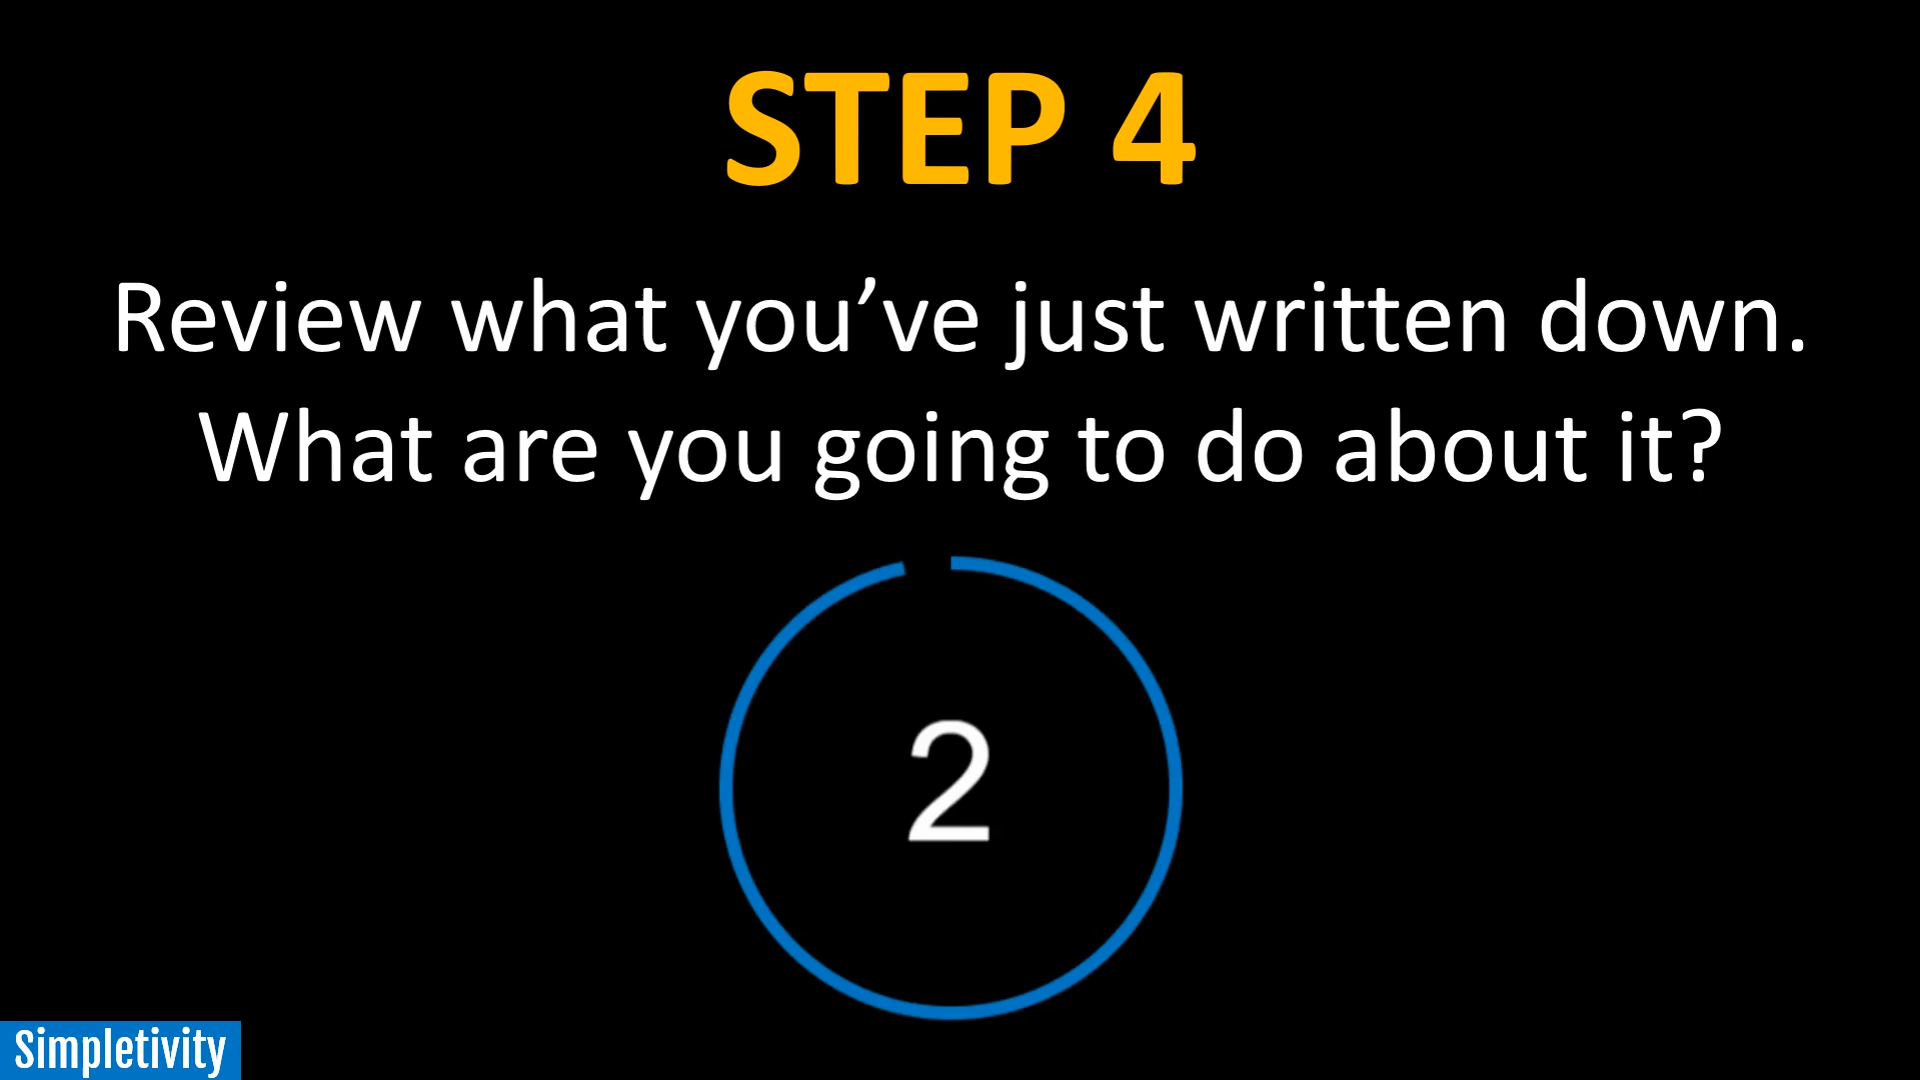 STEP 4
Review what you’ve just written down.
What are you going to do about it?
2
Simpletivity